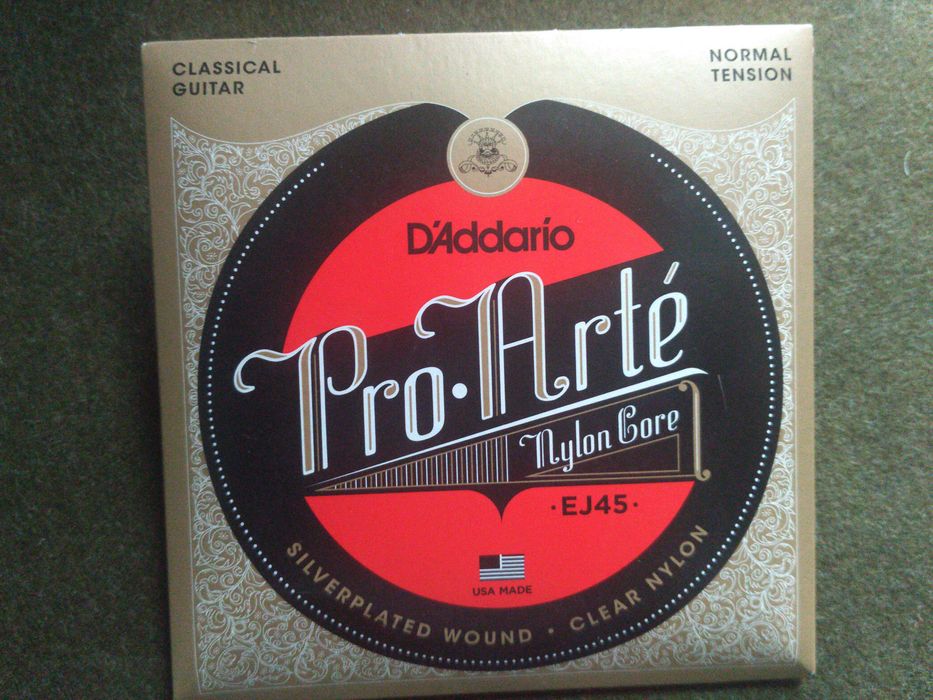 CLASSICAL
GUITAR
NORMAL
TENSION
D'Addario
Pro·Arté
Nylon Core
·EJ45·
USA MADE
SILVERPLATED WOUND · CLEAR NYLON